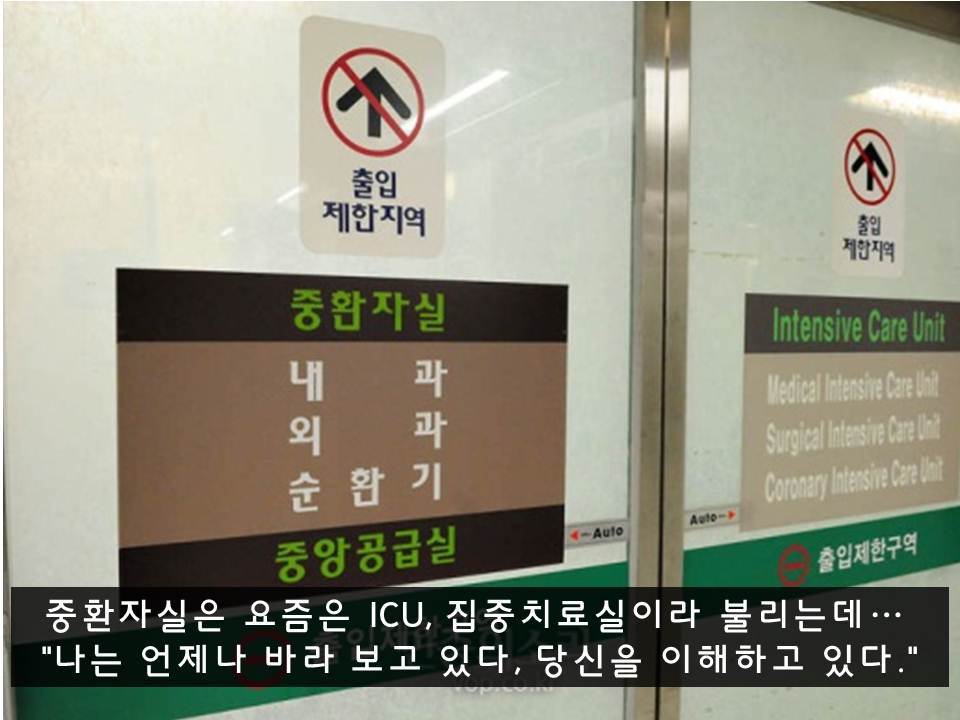 출입
제한지역
중환자실
내 과
외 과
순 환 기
중앙공급실
Auto
출입
제한지역
Intensive Care Unit
Medical Intensive Care Unit
Surgical Intensive Care Unit
Coronary Intensive Care Unit
Auto
출입제한구역
중환자실은 요즘은 ICU, 집중치료실이라 불리는데…
"나는 언제나 바라 보고 있다, 당신을 이해하고 있다."
vop.co.kr